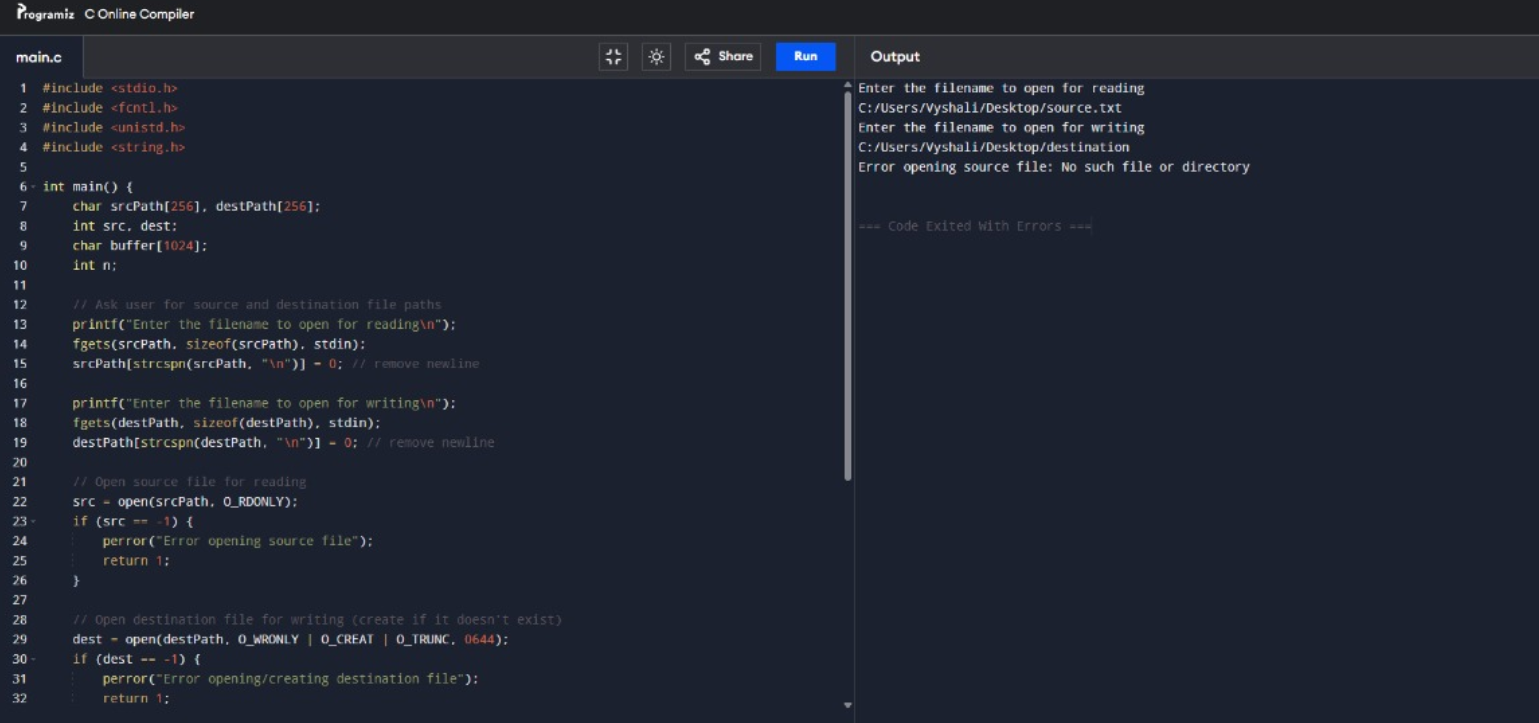 Programiz C Online Compiler
main.c
Share
Run
Output
1 #include <stdio.h>
2 #include <fcntl.h>
3 #include <unistd.h>
4 #include <string.h>
5
6 int main() {
7 char srcPath[256], destPath[256];
8 int src, dest;
9 char buffer[1024];
10 int n;
11
12 // Ask user for source and destination file paths
13 printf("Enter the filename to open for reading\n");
14 fgets(srcPath, sizeof(srcPath), stdin);
15 srcPath[strcspn(srcPath, "\n")] = 0; // remove newline
16
17 printf("Enter the filename to open for writing\n");
18 fgets(destPath, sizeof(destPath), stdin);
19 destPath[strcspn(destPath, "\n")] = 0; // remove newline
20
21 // Open source file for reading
22 src = open(srcPath, O_RDONLY);
23 if (src == -1) {
24 perror("Error opening source file");
25 return 1;
26 }
27
28 // Open destination file for writing (create if it doesn't exist)
29 dest = open(destPath, O_WRONLY | O_CREAT | O_TRUNC, 0644);
30 if (dest == -1) {
31 perror("Error opening/creating destination file");
32 return 1;
Enter the filename to open for reading
C:/Users/Vyshali/Desktop/source.txt
Enter the filename to open for writing
C:/Users/Vyshali/Desktop/destination
Error opening source file: No such file or directory
=== Code Exited With Errors ===